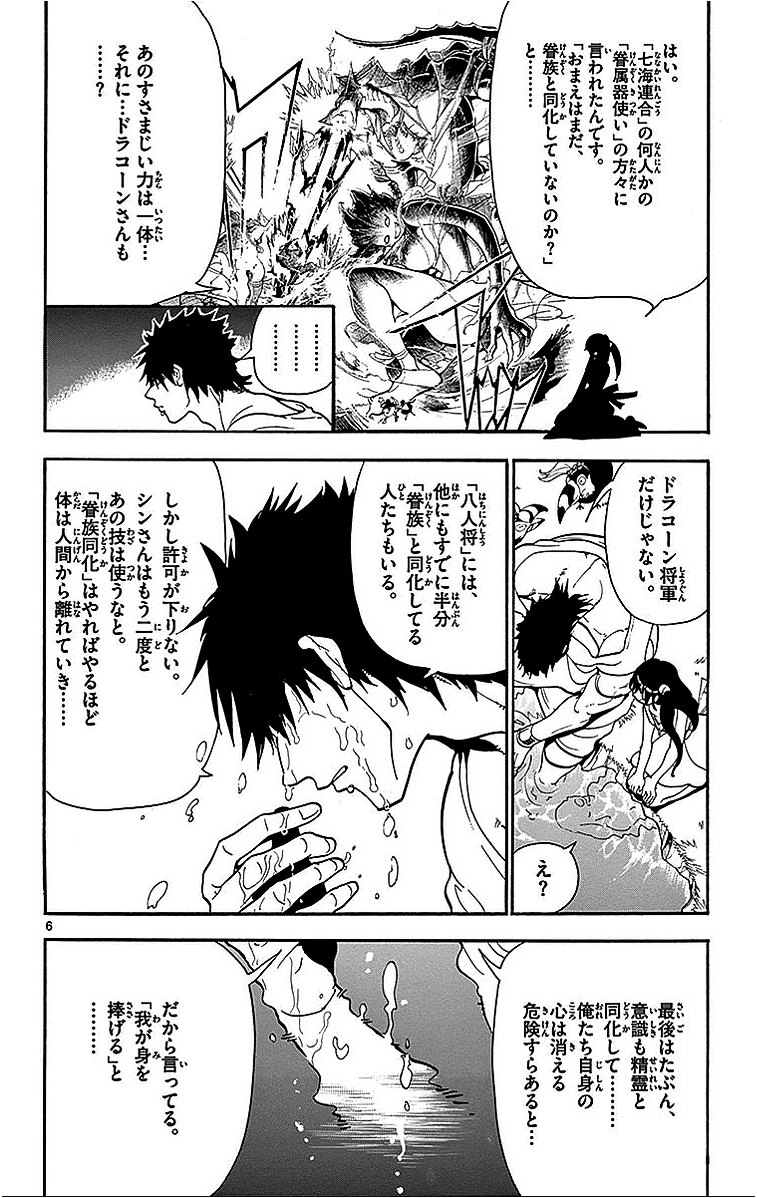 はい。
「七海連合」の何人かの
「眷属器使い」の方々に
言われたんです。
「おまえはまだ、
眷族と同化していないのか?」
と………
あのすさまじい力は一体…
それに…ドラコーンさんも
……?
………
………
ドラコーン将軍
だけじゃない。
え?
「八人将」には、
他にもすでに半分
「眷族」と同化してる
人たちもいる。
しかし許可が下りない。
シンさんはもう二度と
あの技は使うなと。
「眷族同化」はやればやるほど
体は人間から離れていき……
6
最後はたぶん、
意識も精霊と
同化して………
俺たち自身の
心は消える
危険すらあると…
だから言ってる。
「我が身を
捧げる」と
………